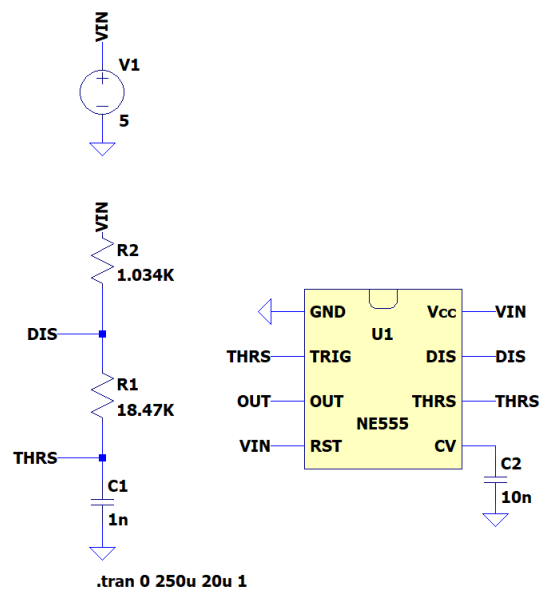 VIN
V1
5
VIN
R2
1.034K
DIS
R1
18.47K
THRS
C1
1n
GND
Vcc
VIN
U1
THRS
TRIG
DIS
DIS
OUT
OUT
THRS
THRS
NE555
VIN
RST
CV
C2
10n
.tran 0 250u 20u 1